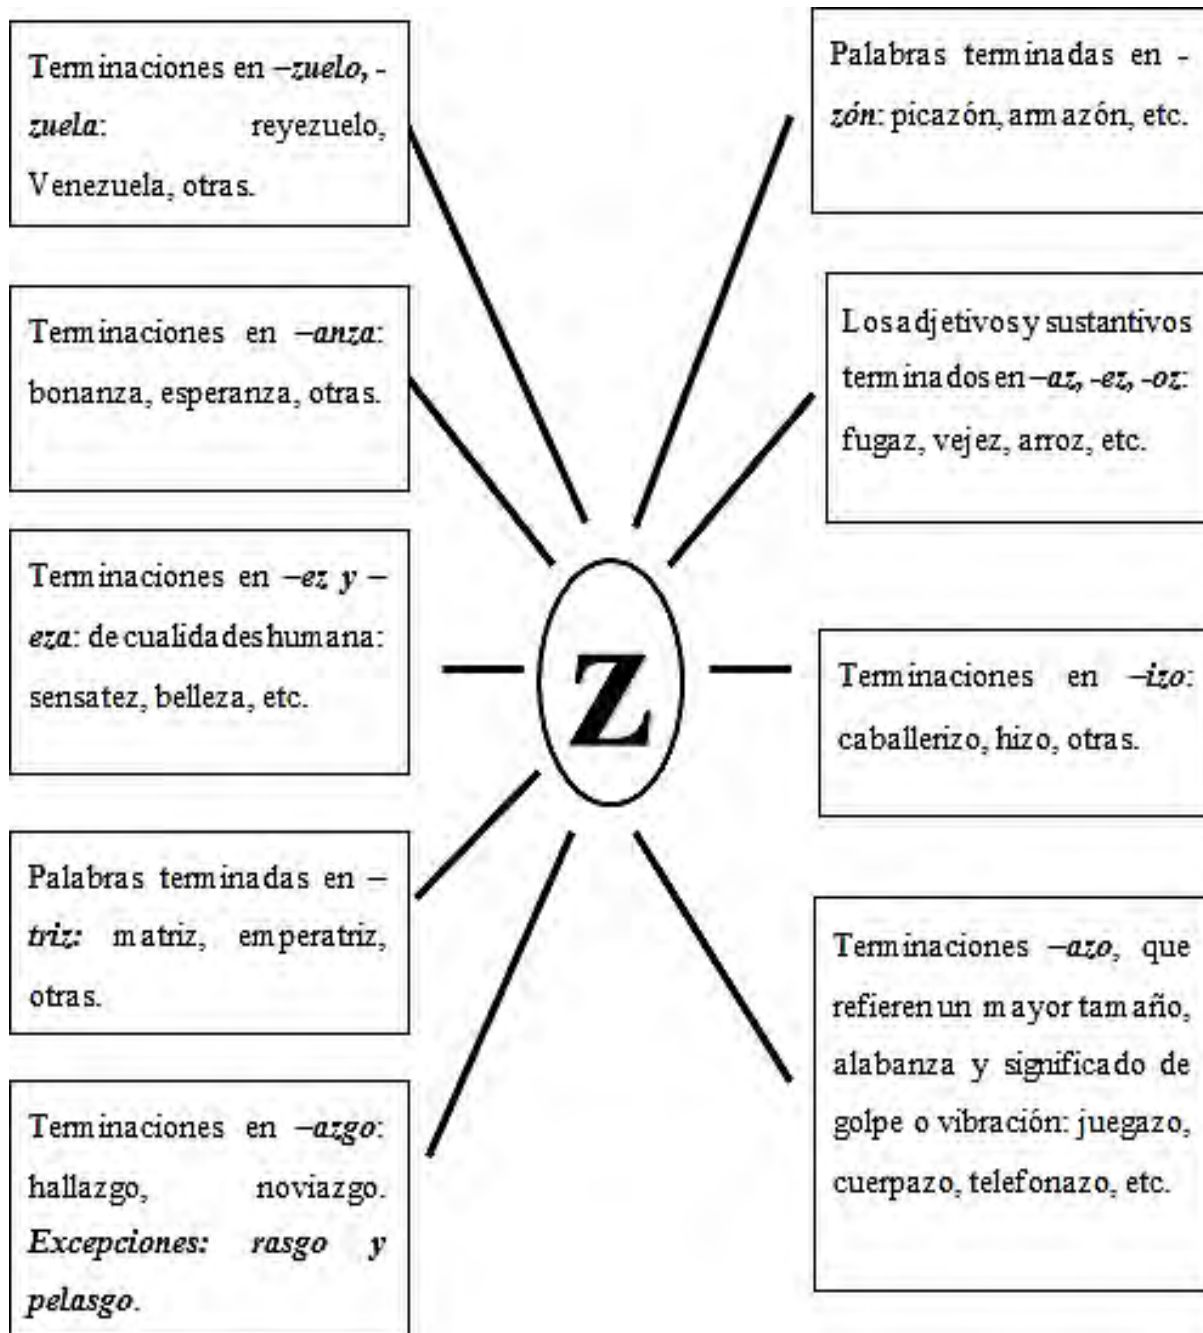 Terminaciones en –zuelo, -
zuela: reyezuelo,
Venezuela, otras.
Terminaciones en –anza:
bonanza, esperanza, otras.
Terminaciones en –ez y –
eza: de cualidades humana:
sensatez, belleza, etc.
Palabras terminadas en –
triz: matriz, emperatriz,
otras.
Terminaciones en –azgo:
hallazgo, noviazgo.
Excepciones: rasgo y
pelasgo.
Z
Palabras terminadas en -
zón: picazón, armazón, etc.
Los adjetivos y sustantivos
terminados en –az, -ez, -oz:
fugaz, vejez, arroz, etc.
Terminaciones en –izo:
caballerizo, hizo, otras.
Terminaciones –azo, que
refieren un mayor tamaño,
alabanza y significado de
golpe o vibración: juegazo,
cuerpazo, telefonazo, etc.